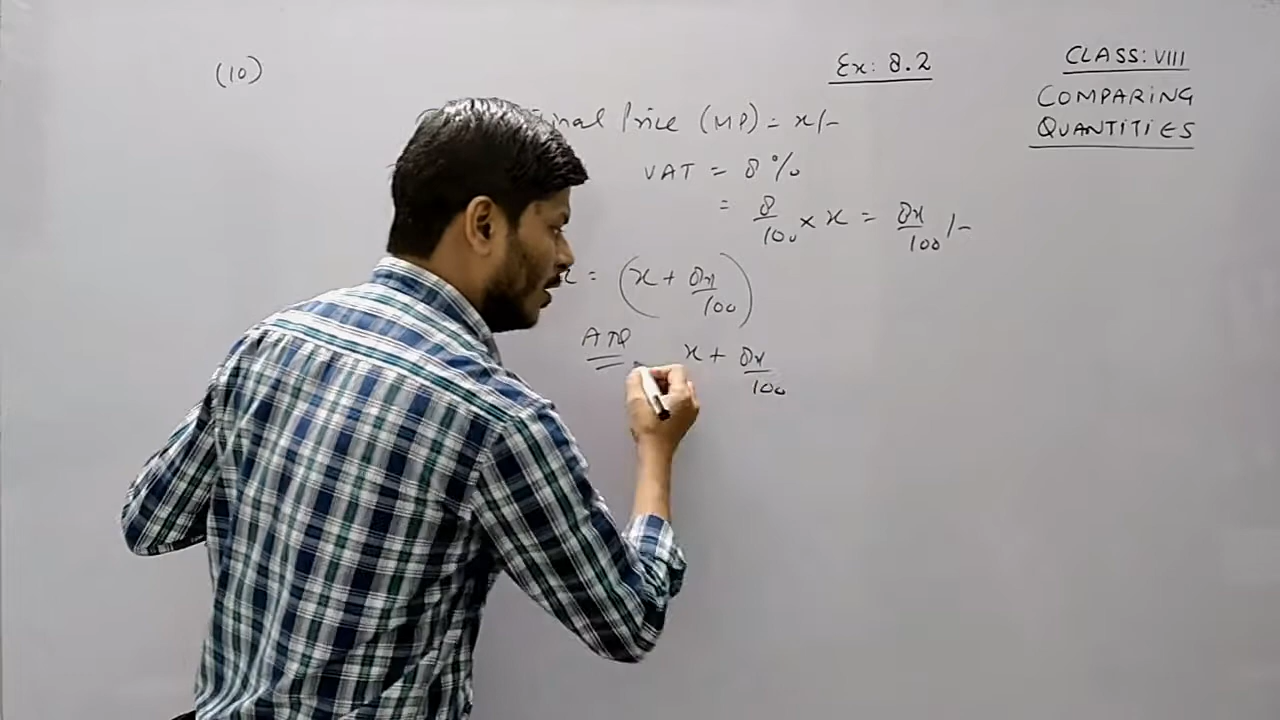 (10)
Ex: 8.2
CLASS: VIII
COMPARING
QUANTITIES
Price (MP) = x/-
VAT = 8%
= 8/100 × x = 8x/100 /-
= (x + 8x/100)
ATQ x + 8x/100